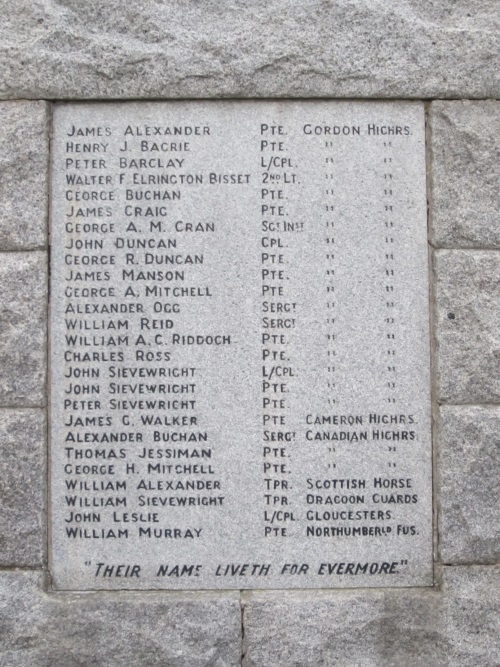 JAMES ALEXANDER PTE. GORDON HIGHRS.
HENRY J. BAGRIE PTE. " "
PETER BARCLAY L/CPL. " "
WALTER F. ELRINGTON BISSET 2ND LT. " "
GEORGE BUCHAN PTE. " "
JAMES CRAIG PTE. " "
GEORGE A. M. CRAN SGT INST " "
JOHN DUNCAN CPL. " "
GEORGE R. DUNCAN PTE. " "
JAMES MANSON PTE. " "
GEORGE A. MITCHELL PTE " "
ALEXANDER OGG SERGT " "
WILLIAM REID SERGT " "
WILLIAM A. C. RIDDOCH PTE. " "
CHARLES ROSS PTE. " "
JOHN SIEVEWRIGHT L/CPL. " "
JOHN SIEVEWRIGHT PTE. " "
PETER SIEVEWRIGHT PTE. " "
JAMES G. WALKER PTE CAMERON HIGHRS.
ALEXANDER BUCHAN SERGT CANADIAN HIGHRS.
THOMAS JESSIMAN PTE. " "
GEORGE H. MITCHELL PTE. " "
WILLIAM ALEXANDER TPR. SCOTTISH HORSE
WILLIAM SIEVEWRIGHT TPR. DRAGOON GUARDS
JOHN LESLIE L/CPL. GLOUCESTERS
WILLIAM MURRAY PTE NORTHUMBERLD FUS.
"THEIR NAME LIVETH FOR EVERMORE."